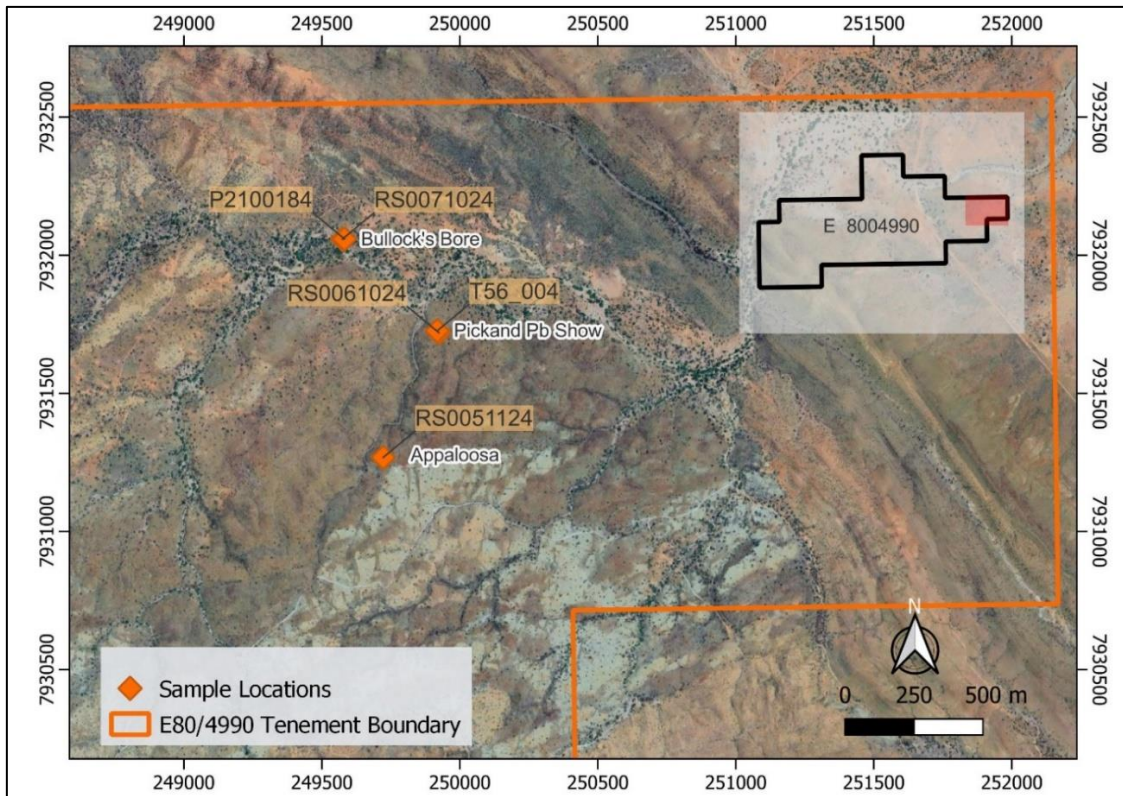 249000 249500 250000 250500 251000 251500 252000
7932500
7932500
P2100184 RS0071024
Bullock's Bore
E 8004990
7932000
7932000
RS0061024 T56_004
Pickand Pb Show
7931500
7931500
RS0051124
Appaloosa
7931000
7931000
N
7930500
7930500
Sample Locations
E80/4990 Tenement Boundary
0 250 500 m
249000 249500 250000 250500 251000 251500 252000